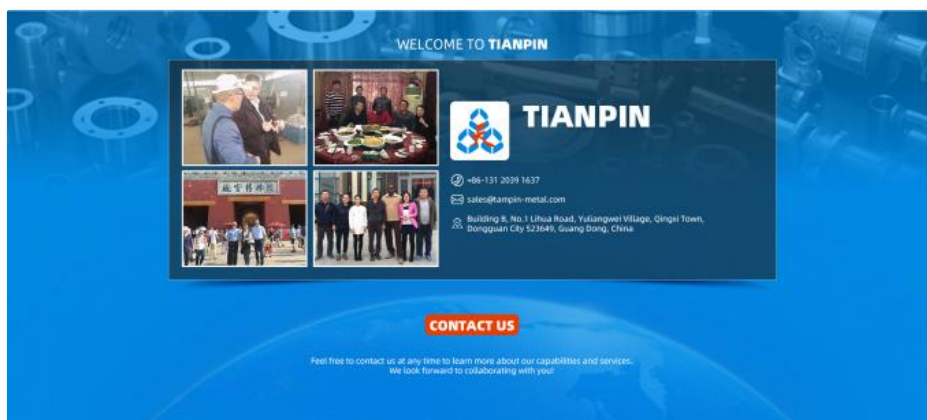 WELCOME TO TIANPIN
TIANPIN
+86-131 2039 1637
sales@tampin-metal.com
Building B, No.1 Lihua Road, Yuliangwei Village, Qingxi Town,
Dongguan City 523649, Guang Dong, China
CONTACT US
Feel free to contact us at any time to learn more about our capabilities and services.
We look forward to collaborating with you!